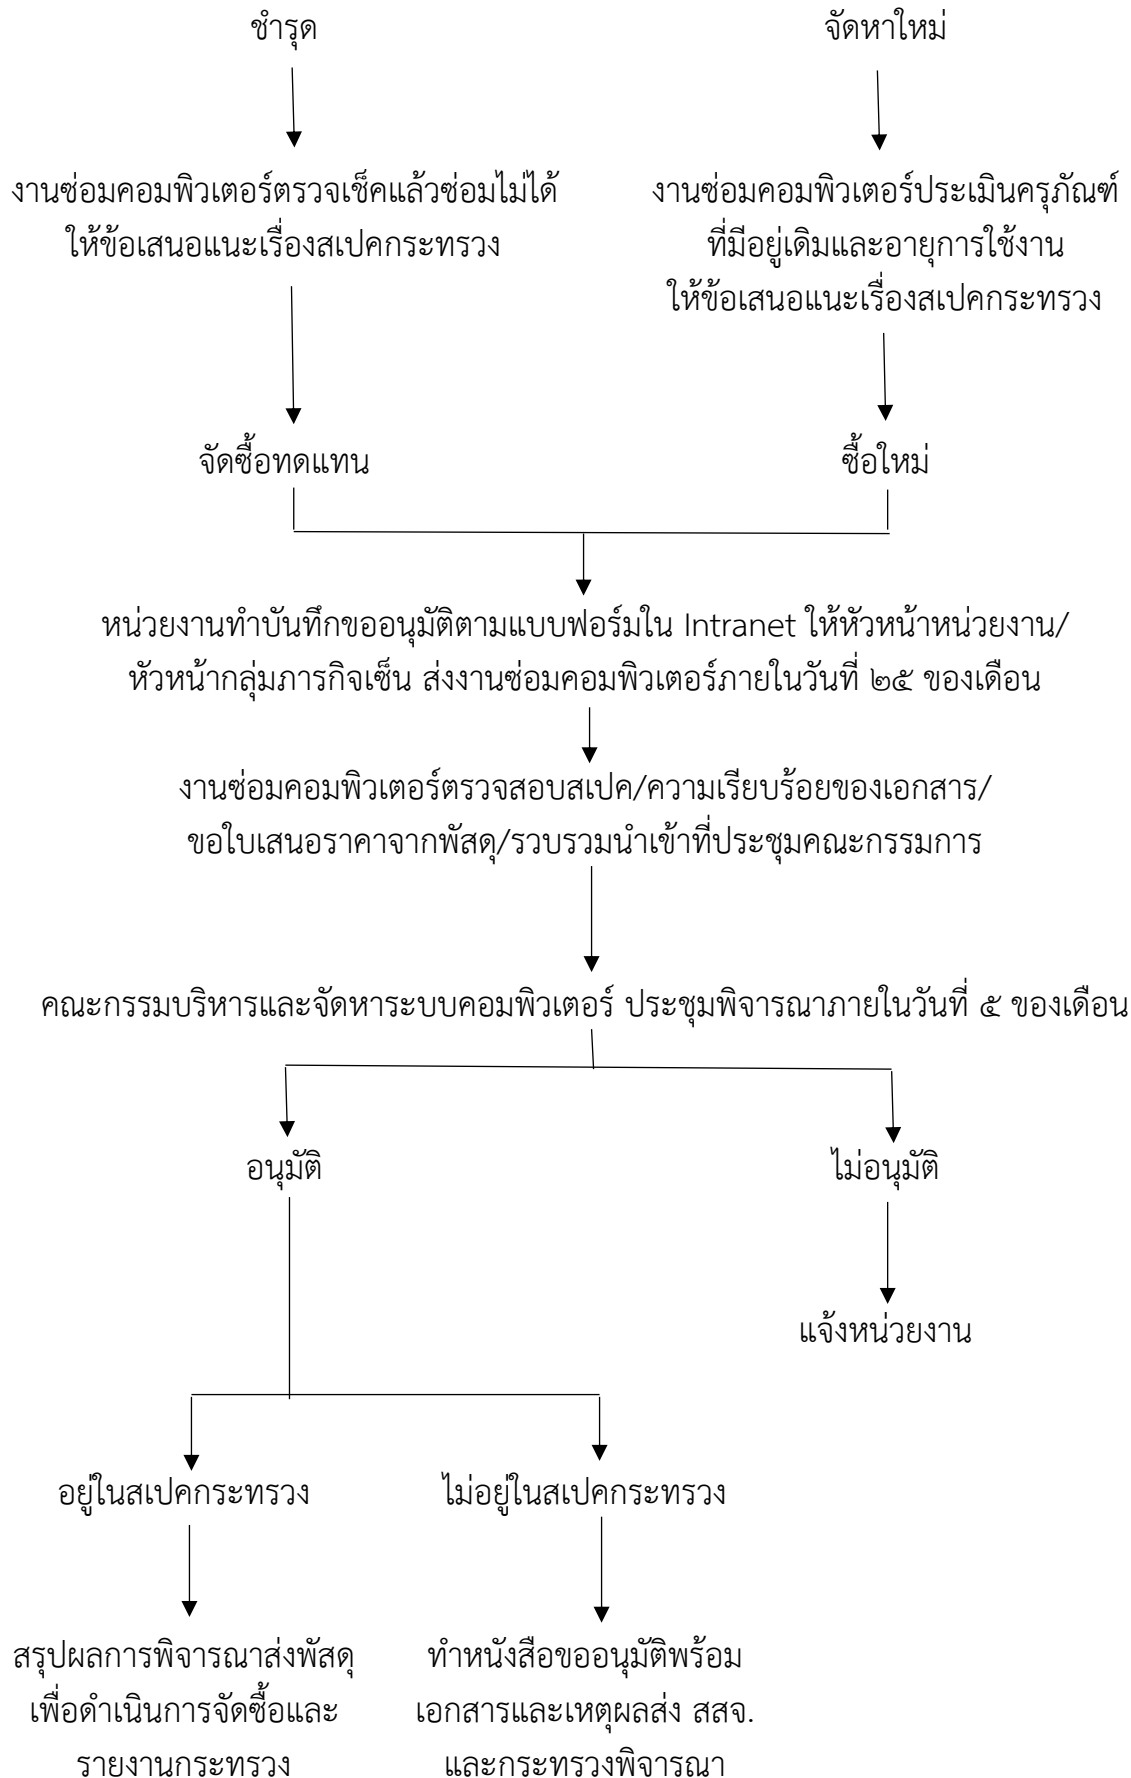 ชำรุด
จัดหาใหม่
งานซ่อมคอมพิวเตอร์ตรวจเช็คแล้วซ่อมไม่ได้
ให้ข้อเสนอแนะเรื่องสเปคกระทรวง
งานซ่อมคอมพิวเตอร์ประเมินครุภัณฑ์
ที่มีอยู่เดิมและอายุการใช้งาน
ให้ข้อเสนอแนะเรื่องสเปคกระทรวง
จัดซื้อทดแทน
ซื้อใหม่
หน่วยงานทำบันทึกขออนุมัติตามแบบฟอร์มใน Intranet ให้หัวหน้าหน่วยงาน/
หัวหน้ากลุ่มภารกิจเซ็น ส่งงานซ่อมคอมพิวเตอร์ภายในวันที่ ๒๕ ของเดือน
งานซ่อมคอมพิวเตอร์ตรวจสอบสเปค/ความเรียบร้อยของเอกสาร/
ขอใบเสนอราคาจากพัสดุ/รวบรวมนำเข้าที่ประชุมคณะกรรมการ
คณะกรรมบริหารและจัดหาระบบคอมพิวเตอร์ ประชุมพิจารณาภายในวันที่ ๕ ของเดือน
อนุมัติ
ไม่อนุมัติ
แจ้งหน่วยงาน
อยู่ในสเปคกระทรวง
ไม่อยู่ในสเปคกระทรวง
สรุปผลการพิจารณาส่งพัสดุ
เพื่อดำเนินการจัดซื้อและ
รายงานกระทรวง
ทำหนังสือขออนุมัติพร้อม
เอกสารและเหตุผลส่ง สสจ.
และกระทรวงพิจารณา